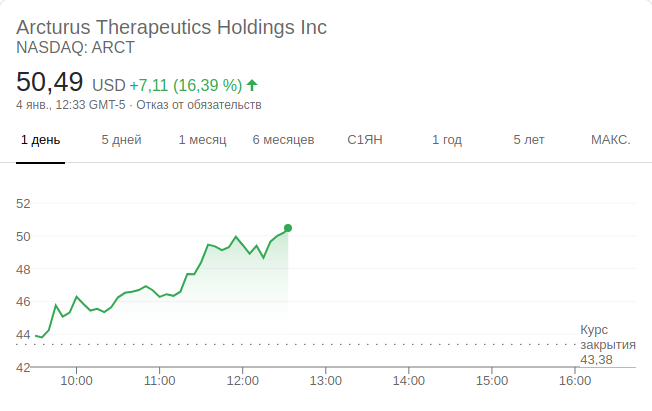 Arcturus Therapeutics Holdings Inc
NASDAQ: ARCT
50,49 USD +7,11 (16,39 %)
4 янв., 12:33 GMT-5 · Отказ от обязательств
1 день 5 дней 1 месяц 6 месяцев С1ЯН 1 год 5 лет МАКС.
52
50
48
46
44
42
Курс
закрытия
43,38
10:00 11:00 12:00 13:00 14:00 15:00 16:00